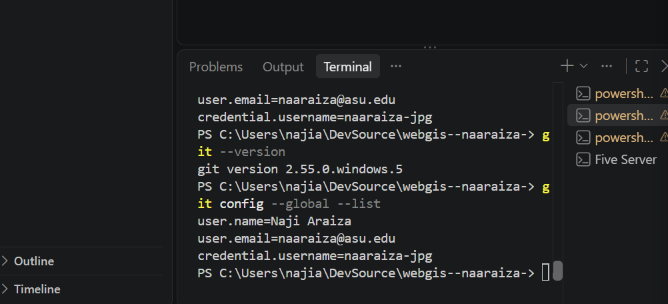 Problems Output Terminal ...
user.email=naaraiza@asu.edu
credential.username=naaraiza-jpg
PS C:\Users\najia\DevSource\webgis--naaraiza-> g
it --version
git version 2.55.0.windows.5
PS C:\Users\najia\DevSource\webgis--naaraiza-> g
it config --global --list
user.name=Naji Araiza
user.email=naaraiza@asu.edu
credential.username=naaraiza-jpg
PS C:\Users\najia\DevSource\webgis--naaraiza->
powersh...
powersh...
powersh...
Five Server
Outline
Timeline